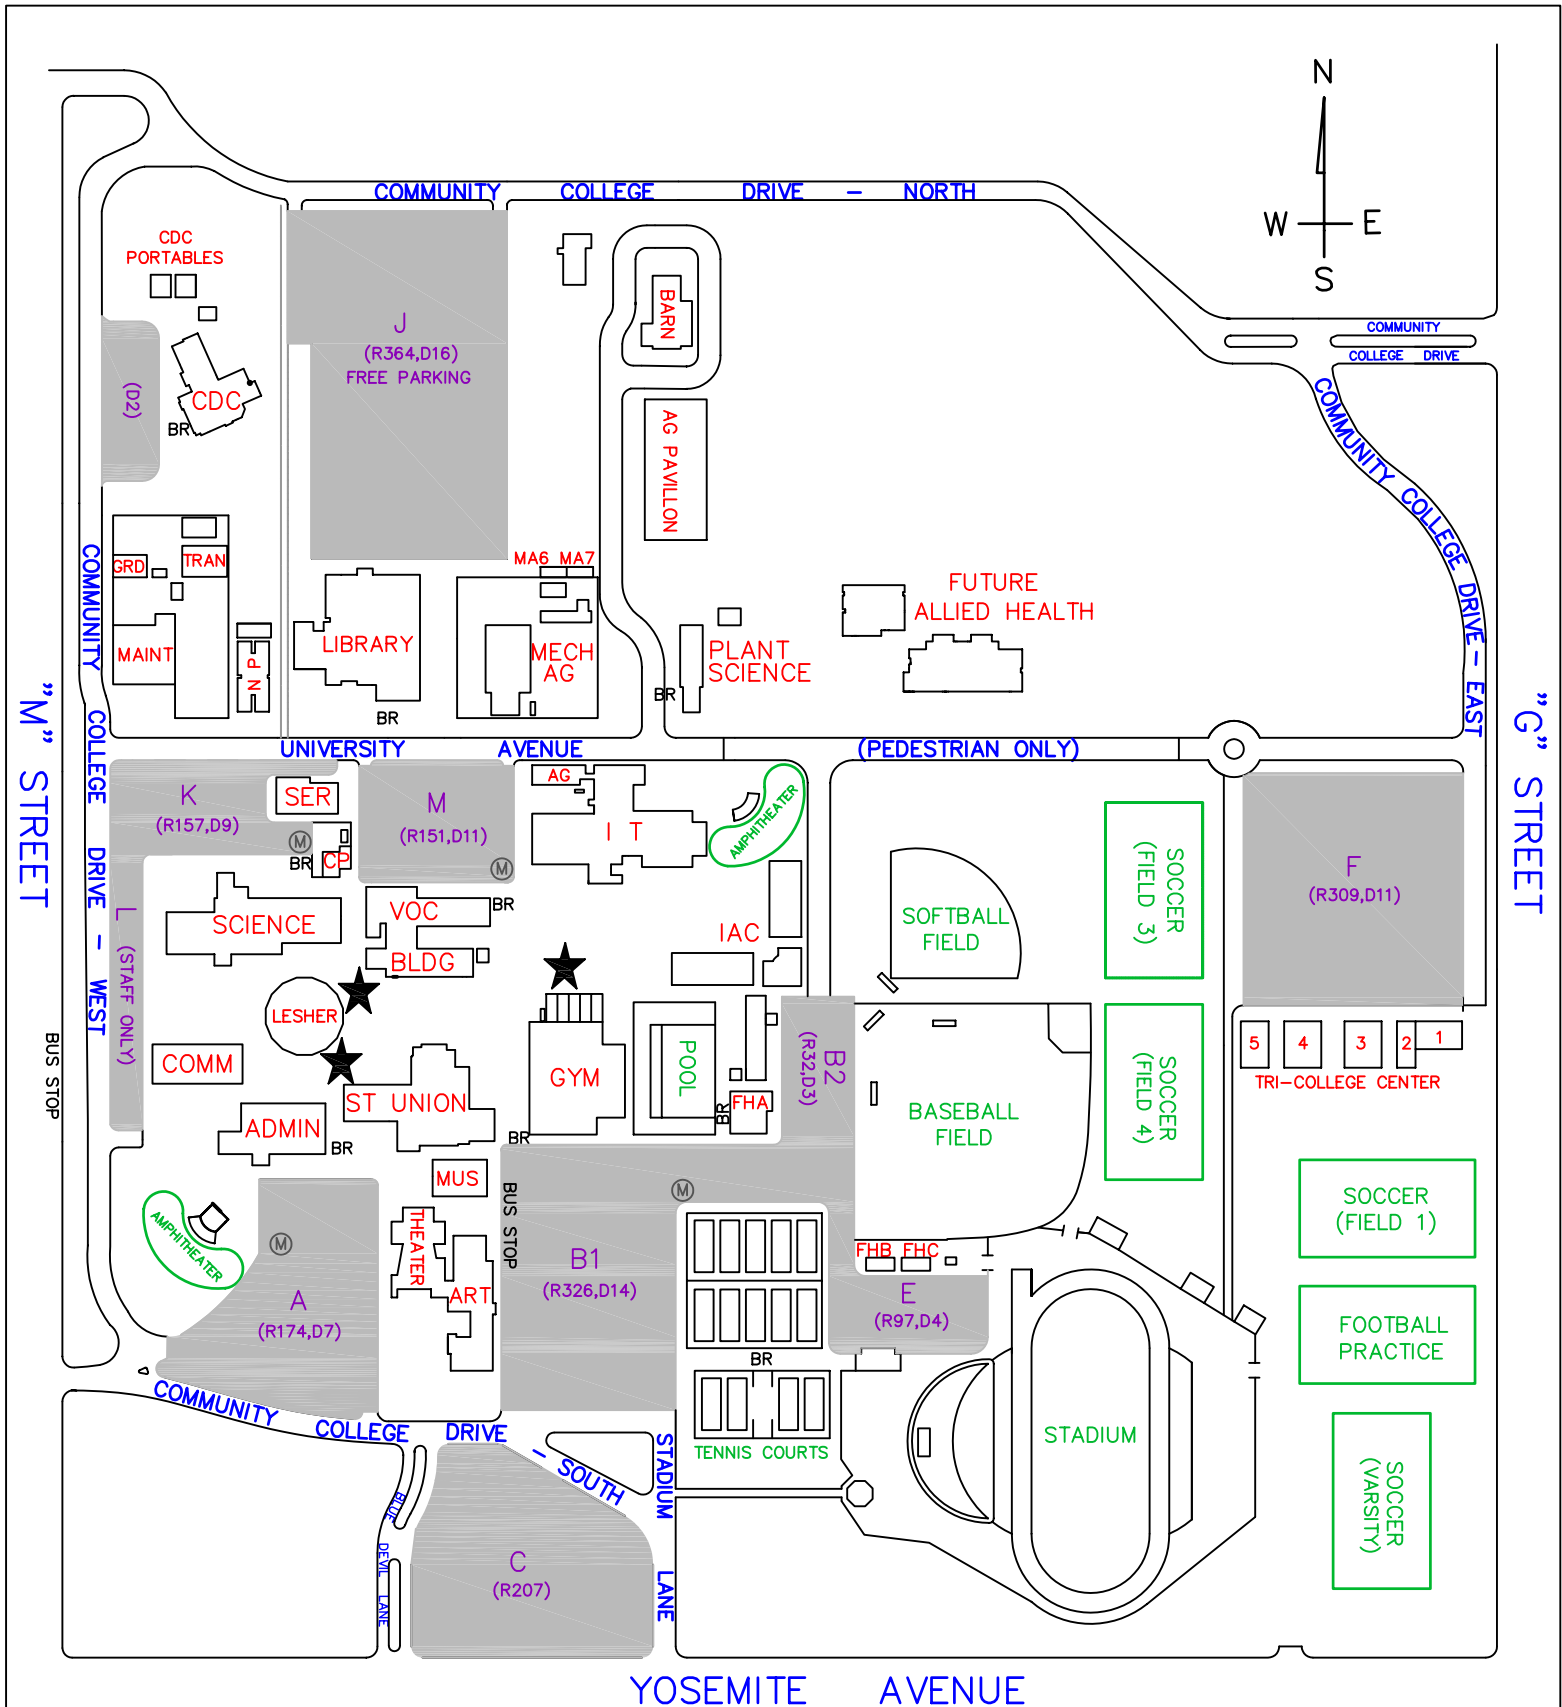 N
W E
S
COMMUNITY COLLEGE DRIVE - NORTH
CDC
PORTABLES
BARN
J
(R364,D16)
FREE PARKING
COMMUNITY
COLLEGE DRIVE
(D2)
CDC
BR
AG PAVILLON
COMMUNITY COLLEGE DRIVE - EAST
MA6 MA7
GRD
TRAN
FUTURE
ALLIED HEALTH
MAINT
N P
LIBRARY
MECH
AG
PLANT
SCIENCE
BR
BR
"M" STREET
"G" STREET
COMMUNITY COLLEGE DRIVE - WEST
UNIVERSITY AVENUE (PEDESTRIAN ONLY)
K
(R157,D9)
SER
M
(R151,D11)
AG
I T
AMPHITHEATER
M
M
BR
CP
SOCCER
(FIELD 3)
F
(R309,D11)
L
(STAFF ONLY)
SCIENCE
VOC
BLDG
BR
IAC
SOFTBALL
FIELD
LESHER
BUS STOP
COMM
ST UNION
GYM
POOL
B2
(R32,D3)
FHA
BR
BASEBALL
FIELD
SOCCER
(FIELD 4)
5
4
3
2
1
TRI-COLLEGE CENTER
ADMIN
BR
BR
MUS
BUS STOP
M
SOCCER
(FIELD 1)
AMPHITHEATER
M
THEATER
ART
A
(R174,D7)
B1
(R326,D14)
FHB FHC
E
(R97,D4)
FOOTBALL
PRACTICE
BR
TENNIS COURTS
STADIUM
SOCCER
(VARSITY)
COMMUNITY COLLEGE DRIVE - SOUTH
STADIUM LANE
BLUE DEVIL LANE
C
(R207)
YOSEMITE AVENUE